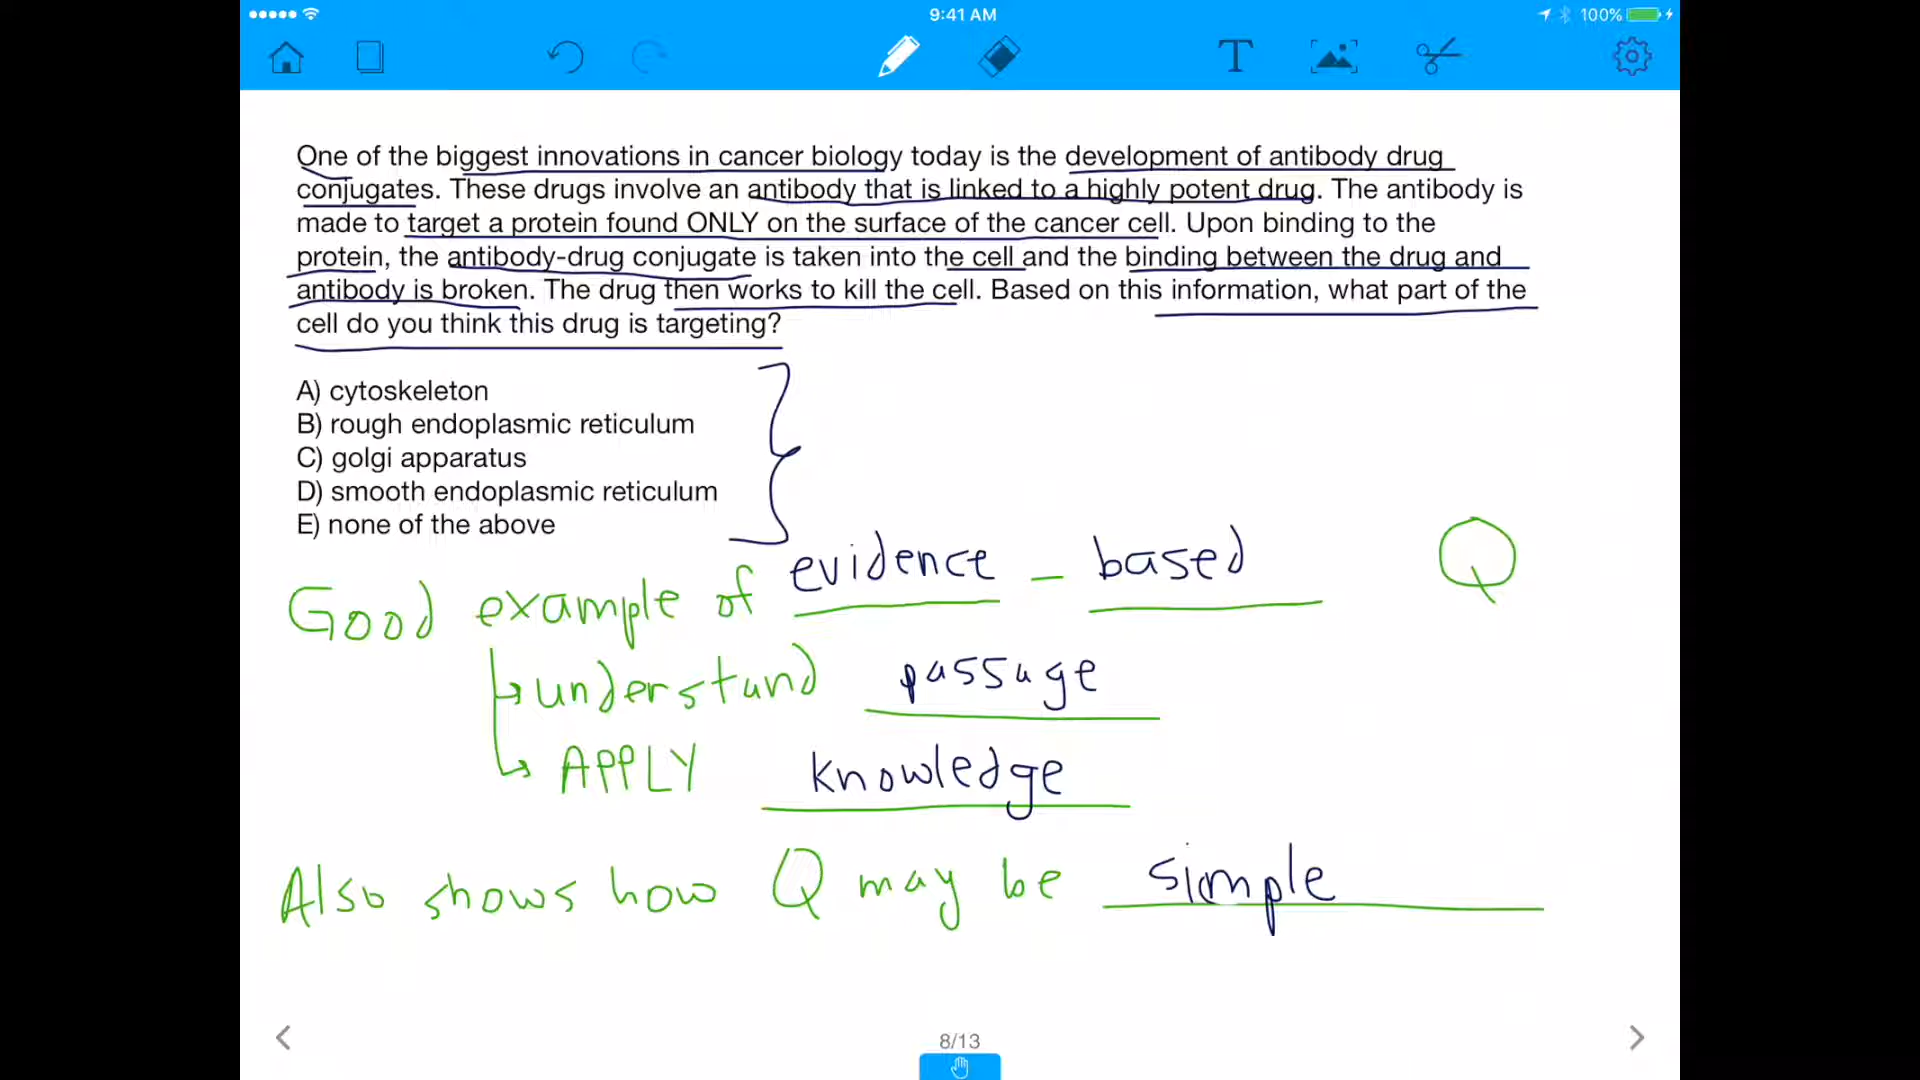 9:41 AM
100%
T
One of the biggest innovations in cancer biology today is the development of antibody drug
conjugates. These drugs involve an antibody that is linked to a highly potent drug. The antibody is
made to target a protein found ONLY on the surface of the cancer cell. Upon binding to the
protein, the antibody-drug conjugate is taken into the cell and the binding between the drug and
antibody is broken. The drug then works to kill the cell. Based on this information, what part of the
cell do you think this drug is targeting?
A) cytoskeleton
B) rough endoplasmic reticulum
C) golgi apparatus
D) smooth endoplasmic reticulum
E) none of the above
Good example of evidence - based Q
understand passage
APPLY knowledge
Also shows how Q may be simple
8/13